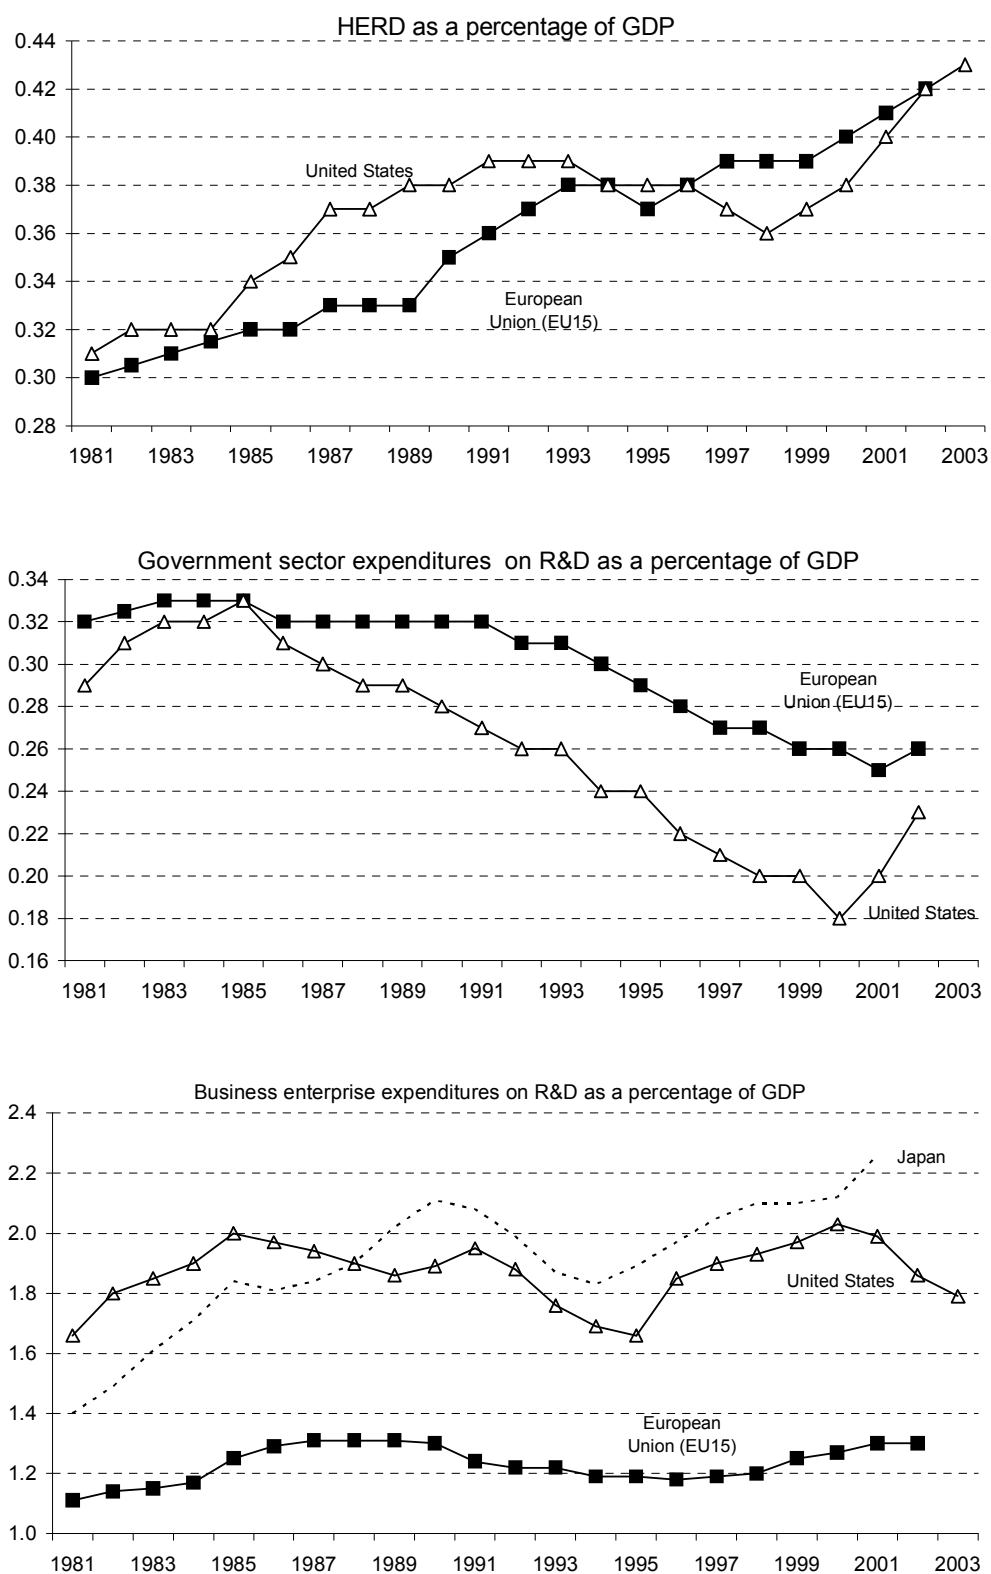 HERD as a percentage of GDP
0.44
0.42
0.40
0.38
0.36
0.34
0.32
0.30
0.28
United States
European
Union (EU15)
1981 1983 1985 1987 1989 1991 1993 1995 1997 1999 2001 2003
Government sector expenditures on R&D as a percentage of GDP
0.34
0.32
0.30
0.28
0.26
0.24
0.22
0.20
0.18
0.16
European
Union (EU15)
United States
1981 1983 1985 1987 1989 1991 1993 1995 1997 1999 2001 2003
Business enterprise expenditures on R&D as a percentage of GDP
2.4
2.2
2.0
1.8
1.6
1.4
1.2
1.0
Japan
United States
European
Union (EU15)
1981 1983 1985 1987 1989 1991 1993 1995 1997 1999 2001 2003